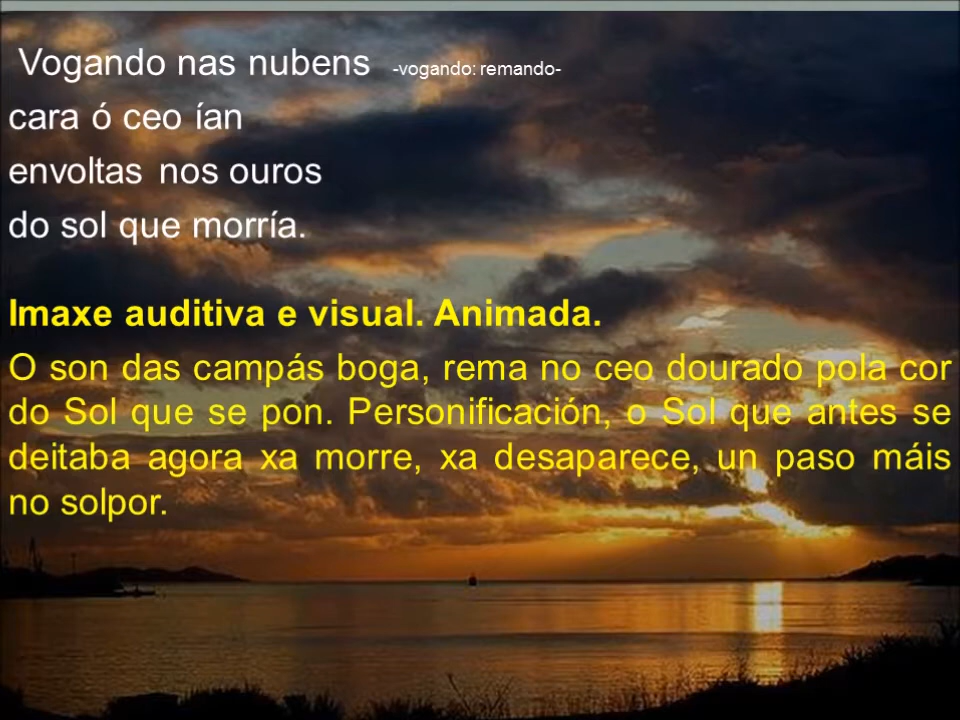 Vogando nas nubens -vogando: remando-
cara ó ceo ían
envoltas nos ouros
do sol que morría.
Imaxe auditiva e visual. Animada.
O son das campás boga, rema no ceo dourado pola cor
do Sol que se pon. Personificación, o Sol que antes se
deitaba agora xa morre, xa desaparece, un paso máis
no solpor.